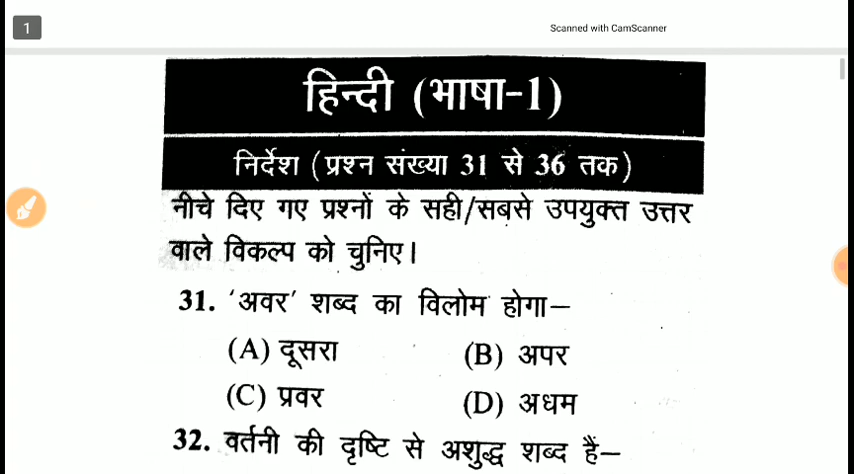 1
Scanned with CamScanner
हिन्दी (भाषा-1)
निर्देश (प्रश्न संख्या 31 से 36 तक)
नीचे दिए गए प्रश्नों के सही/सबसे उपयुक्त उत्तर
वाले विकल्प को चुनिए।
31. 'अवर' शब्द का विलोम होगा–
(A) दूसरा (B) अपर
(C) प्रवर (D) अधम
32. वर्तनी की दृष्टि से अशुद्ध शब्द है–